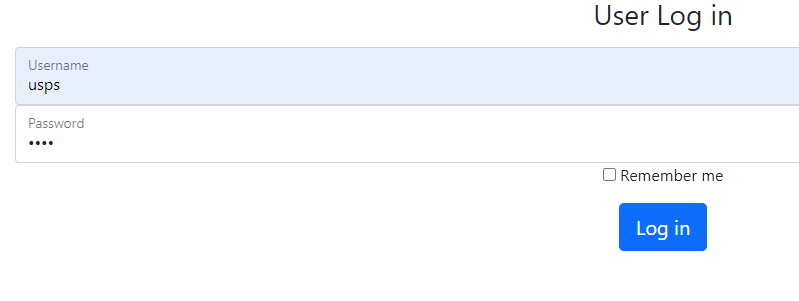 User Log in
Username
usps
Password
••••
Remember me
Log in